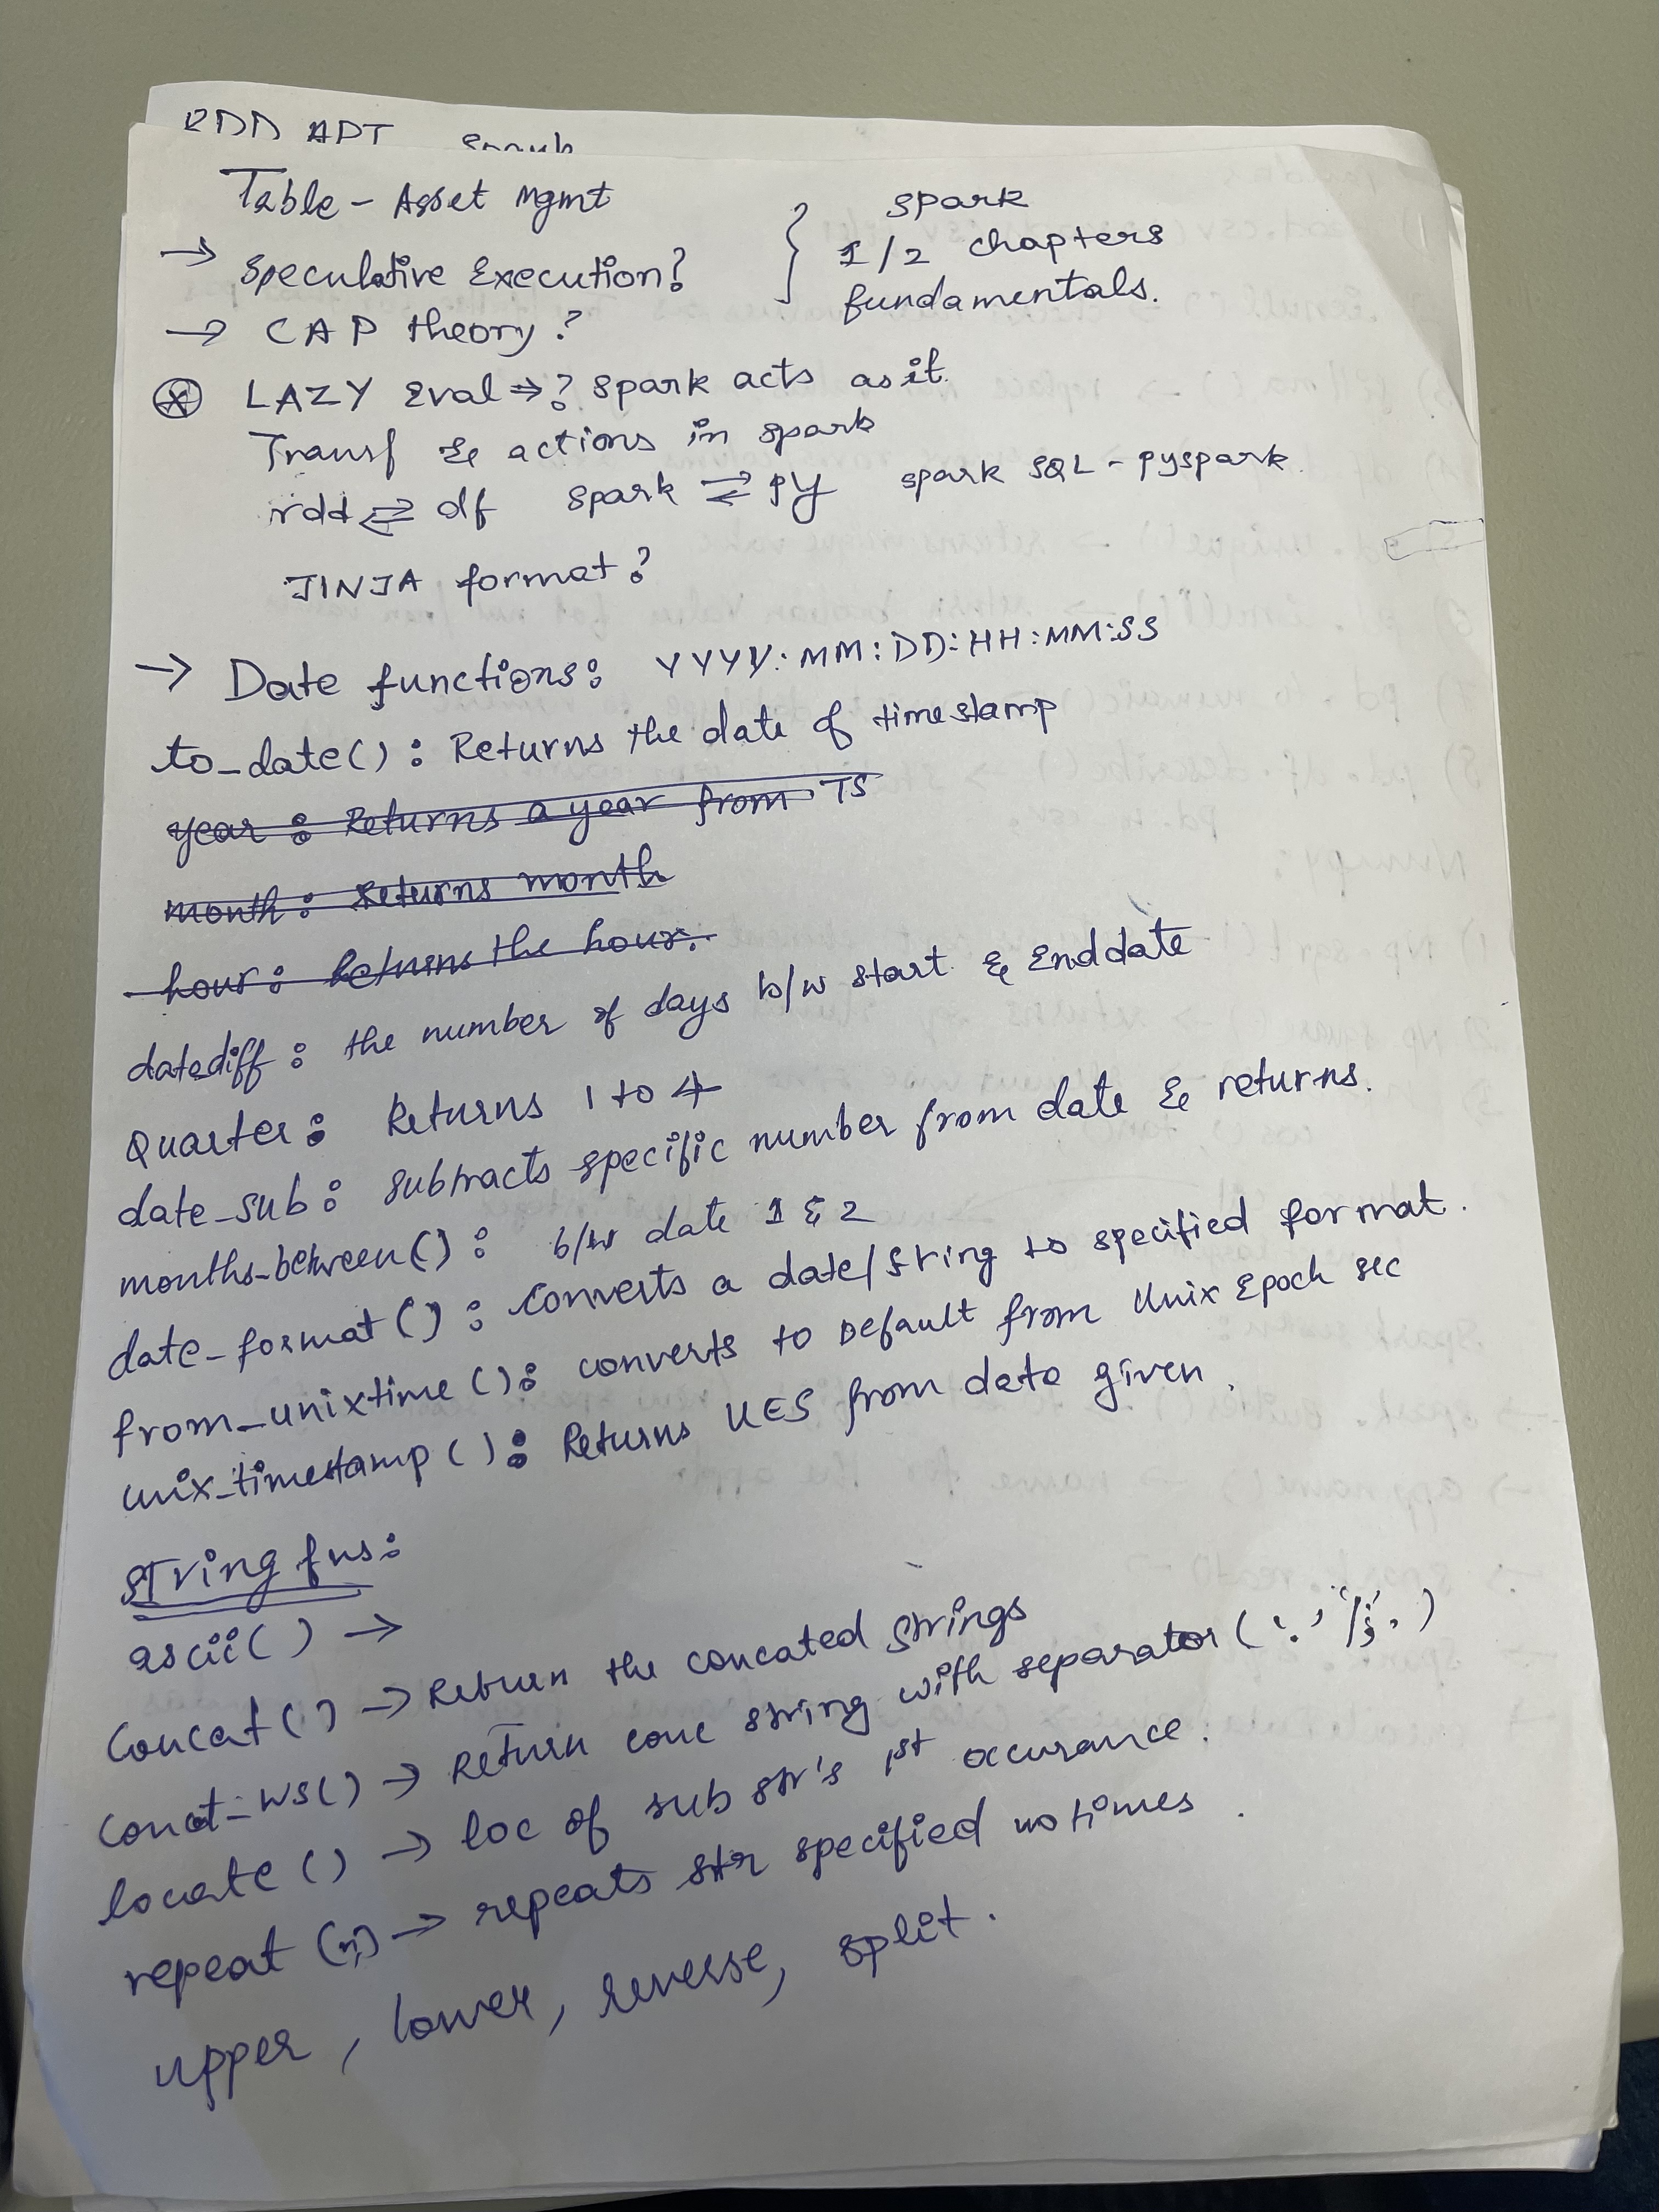 RDD API Spark
Table - Asset Mgmt
→ Speculative Execution?
} spark
1/2 chapters
fundamentals.
→ CAP theory?
⊛ LAZY Eval ⇒? spark acts as it.
Transf & actions in spark
rdd ⇄ df spark ⇄ py spark SQL - pyspark.
JINJA format?
→ Date functions: YYYY:MM:DD:HH:MM:SS
to_date(): Returns the date of timestamp
year: Returns a year from TS
month: returns month
hour: Returns the hour.
datediff: the number of days b/w start & End date
Quarter: Returns 1 to 4
date_sub: subtracts specific number from date & returns.
months_between(): b/w date 1 & 2
date_format(): converts a date/string to specified format.
from_unixtime(): converts to Default from Unix Epoch sec
unix_timestamp(): Returns UES from date given.
String fns:
ascii() →
Concat() → Return the concated strings
Concat_ws() → Return conc string with separator
locate() → loc of sub str's 1st occurance.
repeat (n) → repeats str specified no times.
upper, lower, reverse, split.